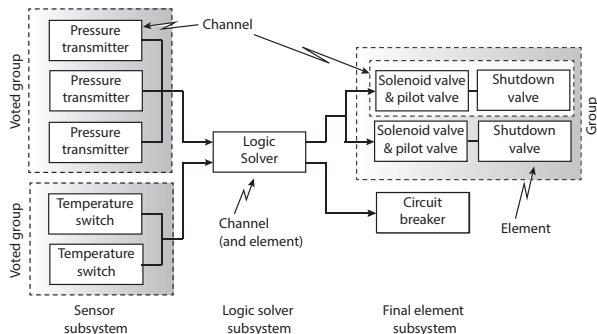 Voted group
Pressure
transmitter
Pressure
transmitter
Pressure
transmitter
Channel
Voted group
Temperature
switch
Temperature
switch
Logic
Solver
Channel
(and element)
Solenoid valve
& pilot valve
Shutdown
valve
Solenoid valve
& pilot valve
Shutdown
valve
Group
Circuit
breaker
Element
Sensor
subsystem
Logic solver
subsystem
Final element
subsystem